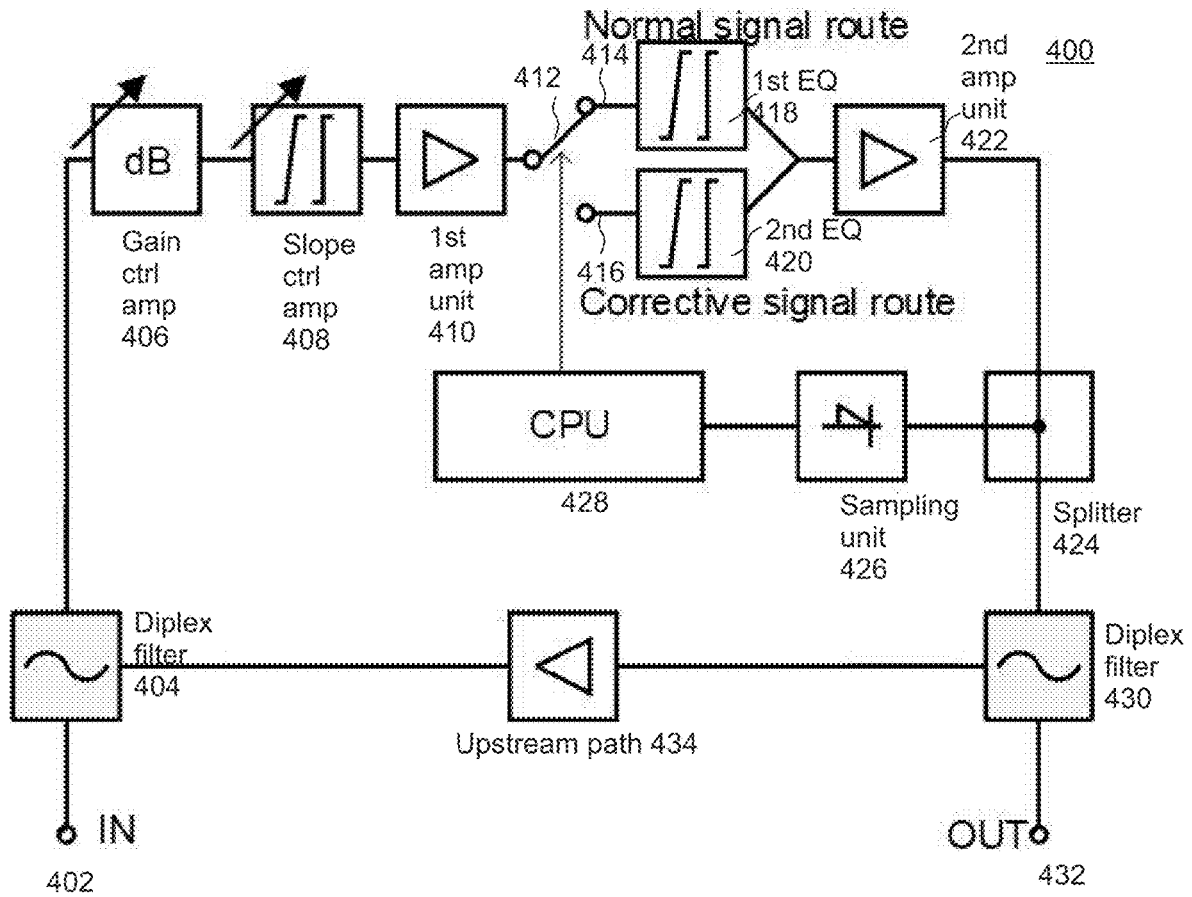 Normal signal route
400
2nd
amp
unit
422
412
414
1st EQ
418
dB
Gain
ctrl
amp
406
Slope
ctrl
amp
408
1st
amp
unit
410
416
2nd EQ
420
Corrective signal route
CPU
428
Sampling
unit
426
Splitter
424
Diplex
filter
404
Upstream path 434
Diplex
filter
430
IN
402
OUT
432